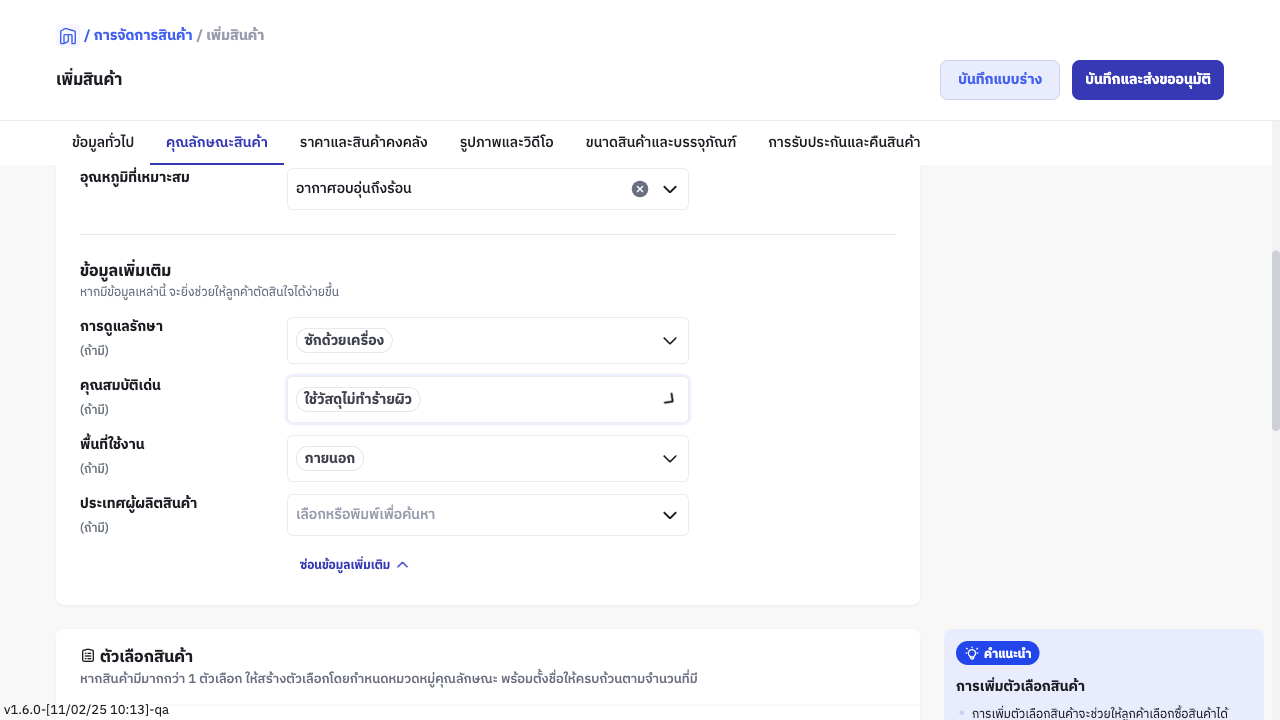 / การจัดการสินค้า / เพิ่มสินค้า
เพิ่มสินค้า
บันทึกแบบร่าง
บันทึกและส่งขออนุมัติ
ข้อมูลทั่วไป
คุณลักษณะสินค้า
ราคาและสินค้าคงคลัง
รูปภาพและวิดีโอ
ขนาดสินค้าและบรรจุภัณฑ์
การรับประกันและคืนสินค้า
อุณหภูมิที่เหมาะสม
อากาศอบอุ่นถึงร้อน
ข้อมูลเพิ่มเติม
หากมีข้อมูลเหล่านี้ จะยิ่งช่วยให้ลูกค้าตัดสินใจได้ง่ายขึ้น
การดูแลรักษา
(ถ้ามี)
ซักด้วยเครื่อง
คุณสมบัติเด่น
(ถ้ามี)
ใช้วัสดุไม่ทำร้ายผิว
พื้นที่ใช้งาน
(ถ้ามี)
ภายนอก
ประเทศผู้ผลิตสินค้า
(ถ้ามี)
เลือกหรือพิมพ์เพื่อค้นหา
ซ่อนข้อมูลเพิ่มเติม
ตัวเลือกสินค้า
หากสินค้ามีมากกว่า 1 ตัวเลือก ให้สร้างตัวเลือกโดยกำหนดหมวดหมู่คุณลักษณะ พร้อมตั้งชื่อให้ครบถ้วนตามจำนวนที่มี
คำแนะนำ
การเพิ่มตัวเลือกสินค้า
การเพิ่มตัวเลือกสินค้าจะช่วยให้ลูกค้าเลือกซื้อสินค้าได้
v1.6.0-[11/02/25 10:13]-qa